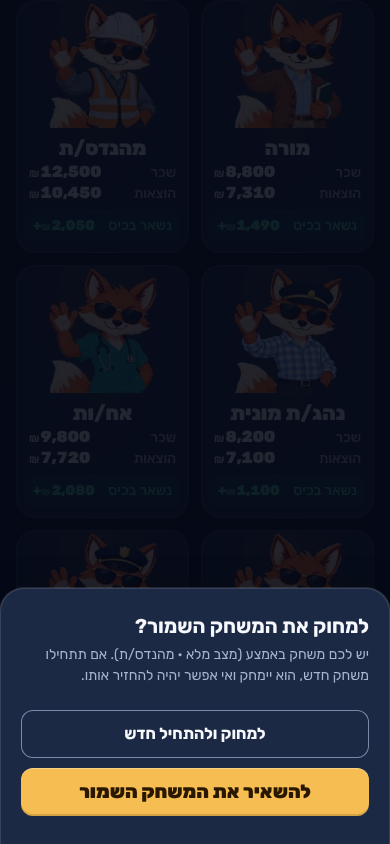 מורה
שכר ₪8,800
הוצאות ₪7,310
נשאר בכיס +₪1,490
מהנדס/ת
שכר ₪12,500
הוצאות ₪10,450
נשאר בכיס +₪2,050
נהג/ת מונית
שכר ₪8,200
הוצאות ₪7,100
נשאר בכיס +₪1,100
אח/ות
שכר ₪9,800
הוצאות ₪7,720
נשאר בכיס +₪2,080
למחוק את המשחק השמור?
יש לכם משחק באמצע (מצב מלא · מהנדס/ת). אם תתחילו
משחק חדש, הוא יימחק ואי אפשר יהיה להחזיר אותו.
למחוק ולהתחיל חדש
להשאיר את המשחק השמור